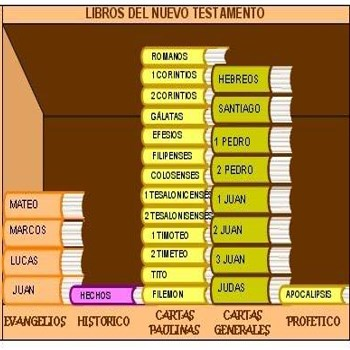 LIBROS DEL NUEVO TESTAMENTO
MATEO
MARCOS
LUCAS
JUAN
EVANGELIOS
HECHOS
HISTORICO
ROMANOS
1 CORINTIOS
2 CORINTIOS
GÁLATAS
EFESIOS
FILIPENSES
COLOSENSES
1 TESALONICENSES
2 TESALONISENSES
1 TIMOTEO
2 TIMETEO
TITO
FILEMON
CARTAS
PAULINAS
HEBREOS
SANTIAGO
1 PEDRO
2 PEDRO
1 JUAN
2 JUAN
3 JUAN
JUDAS
CARTAS
GENERALES
APOCALIPSIS
PROFETICO